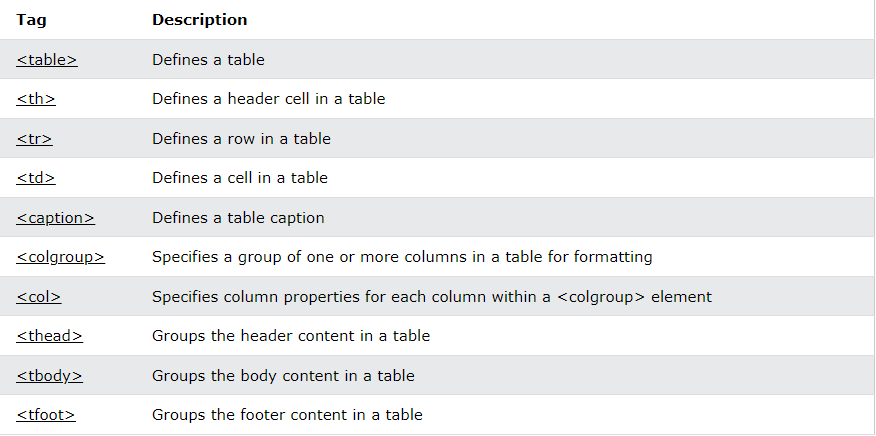 Tag Description
<table> Defines a table
<th> Defines a header cell in a table
<tr> Defines a row in a table
<td> Defines a cell in a table
<caption> Defines a table caption
<colgroup> Specifies a group of one or more columns in a table for formatting
<col> Specifies column properties for each column within a <colgroup> element
<thead> Groups the header content in a table
<tbody> Groups the body content in a table
<tfoot> Groups the footer content in a table